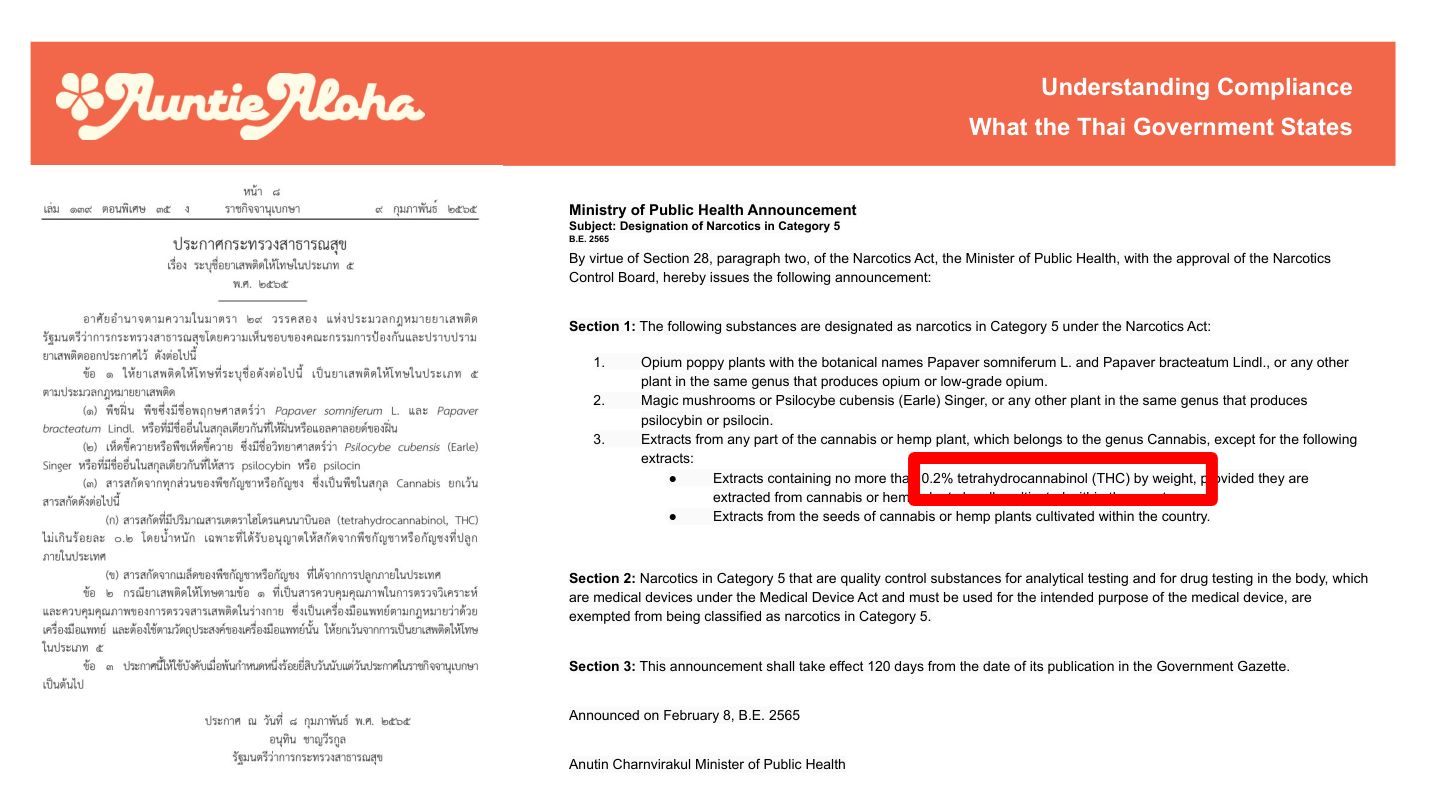 Auntie Aloha
Understanding Compliance
What the Thai Government States
หน้า ๘
เล่ม ๑๓๙ ตอนพิเศษ ๓๕ ง ราชกิจจานุเบกษา ๙ กุมภาพันธ์ ๒๕๖๕
ประกาศกระทรวงสาธารณสุข
เรื่อง ระบุชื่อยาเสพติดให้โทษในประเภท ๕
พ.ศ. ๒๕๖๕
อาศัยอำนาจตามความในมาตรา ๒๙ วรรคสอง แห่งประมวลกฎหมายยาเสพติด
รัฐมนตรีว่าการกระทรวงสาธารณสุขโดยความเห็นชอบของคณะกรรมการป้องกันและปราบปราม
ยาเสพติดออกประกาศไว้ ดังต่อไปนี้
ข้อ ๑ ให้ยาเสพติดให้โทษที่ระบุชื่อดังต่อไปนี้ เป็นยาเสพติดให้โทษในประเภท ๕
ตามประมวลกฎหมายยาเสพติด
(๑) พืชฝิ่น พืชซึ่งมีชื่อพฤกษศาสตร์ว่า Papaver somniferum L. และ Papaver
bracteatum Lindl. หรือที่มีชื่ออื่นในสกุลเดียวกันที่ให้ฝิ่นหรือแอลคาลอยด์ของฝิ่น
(๒) เห็ดขี้ควายหรือพืชเห็ดขี้ควาย ซึ่งมีชื่อวิทยาศาสตร์ว่า Psilocybe cubensis (Earle)
Singer หรือที่มีชื่ออื่นในสกุลเดียวกันที่ให้สาร psilocybin หรือ psilocin
(๓) สารสกัดจากทุกส่วนของพืชกัญชาหรือกัญชง ซึ่งเป็นพืชในสกุล Cannabis ยกเว้น
สารสกัดดังต่อไปนี้
(ก) สารสกัดที่มีปริมาณสารเตตราไฮโดรแคนนาบินอล (tetrahydrocannabinol, THC)
ไม่เกินร้อยละ ๐.๒ โดยน้ำหนัก เฉพาะที่ได้รับอนุญาตให้สกัดจากพืชกัญชาหรือกัญชงที่ปลูก
ภายในประเทศ
(ข) สารสกัดจากเมล็ดของพืชกัญชาหรือกัญชง ที่ได้จากการปลูกภายในประเทศ
ข้อ ๒ กรณียาเสพติดให้โทษตามข้อ ๑ ที่เป็นสารควบคุมคุณภาพในการตรวจวิเคราะห์
และควบคุมคุณภาพของการตรวจสารเสพติดในร่างกาย ซึ่งเป็นเครื่องมือแพทย์ตามกฎหมายว่าด้วย
เครื่องมือแพทย์ และต้องใช้ตามวัตถุประสงค์ของเครื่องมือแพทย์นั้น ให้ยกเว้นจากการเป็นยาเสพติดให้โทษ
ในประเภท ๕
ข้อ ๓ ประกาศนี้ให้ใช้บังคับเมื่อพ้นกำหนดหนึ่งร้อยยี่สิบวันนับแต่วันประกาศในราชกิจจานุเบกษา
เป็นต้นไป
ประกาศ ณ วันที่ ๘ กุมภาพันธ์ พ.ศ. ๒๕๖๕
อนุทิน ชาญวีรกูล
รัฐมนตรีว่าการกระทรวงสาธารณสุข
Ministry of Public Health Announcement
Subject: Designation of Narcotics in Category 5
B.E. 2565
By virtue of Section 28, paragraph two, of the Narcotics Act, the Minister of Public Health, with the approval of the Narcotics
Control Board, hereby issues the following announcement:
Section 1: The following substances are designated as narcotics in Category 5 under the Narcotics Act:
1. Opium poppy plants with the botanical names Papaver somniferum L. and Papaver bracteatum Lindl., or any other
plant in the same genus that produces opium or low-grade opium.
2. Magic mushrooms or Psilocybe cubensis (Earle) Singer, or any other plant in the same genus that produces
psilocybin or psilocin.
3. Extracts from any part of the cannabis or hemp plant, which belongs to the genus Cannabis, except for the following
extracts:
● Extracts containing no more than 0.2% tetrahydrocannabinol (THC) by weight, provided they are
extracted from cannabis or hemp
● Extracts from the seeds of cannabis or hemp plants cultivated within the country.
Section 2: Narcotics in Category 5 that are quality control substances for analytical testing and for drug testing in the body, which
are medical devices under the Medical Device Act and must be used for the intended purpose of the medical device, are
exempted from being classified as narcotics in Category 5.
Section 3: This announcement shall take effect 120 days from the date of its publication in the Government Gazette.
Announced on February 8, B.E. 2565
Anutin Charnvirakul Minister of Public Health